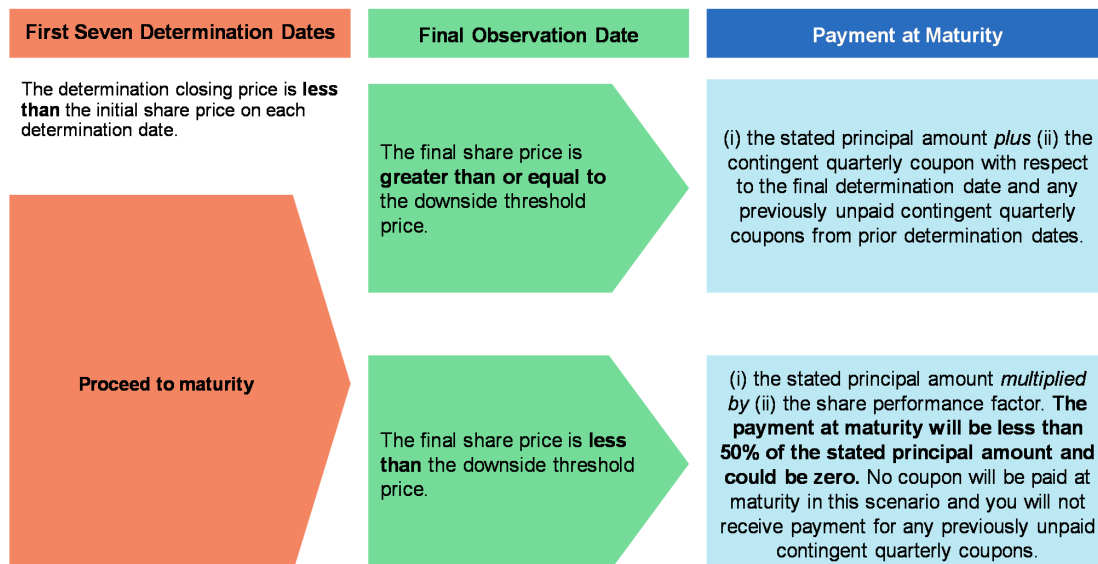 First Seven Determination Dates
Final Observation Date
Payment at Maturity
The determination closing price is less
than the initial share price on each
determination date.
Proceed to maturity
The final share price is
greater than or equal to
the downside threshold
price.
(i) the stated principal amount plus (ii) the
contingent quarterly coupon with respect
to the final determination date and any
previously unpaid contingent quarterly
coupons from prior determination dates.
The final share price is less
than the downside threshold
price.
(i) the stated principal amount multiplied
by (ii) the share performance factor. The
payment at maturity will be less than
50% of the stated principal amount and
could be zero. No coupon will be paid at
maturity in this scenario and you will not
receive payment for any previously unpaid
contingent quarterly coupons.